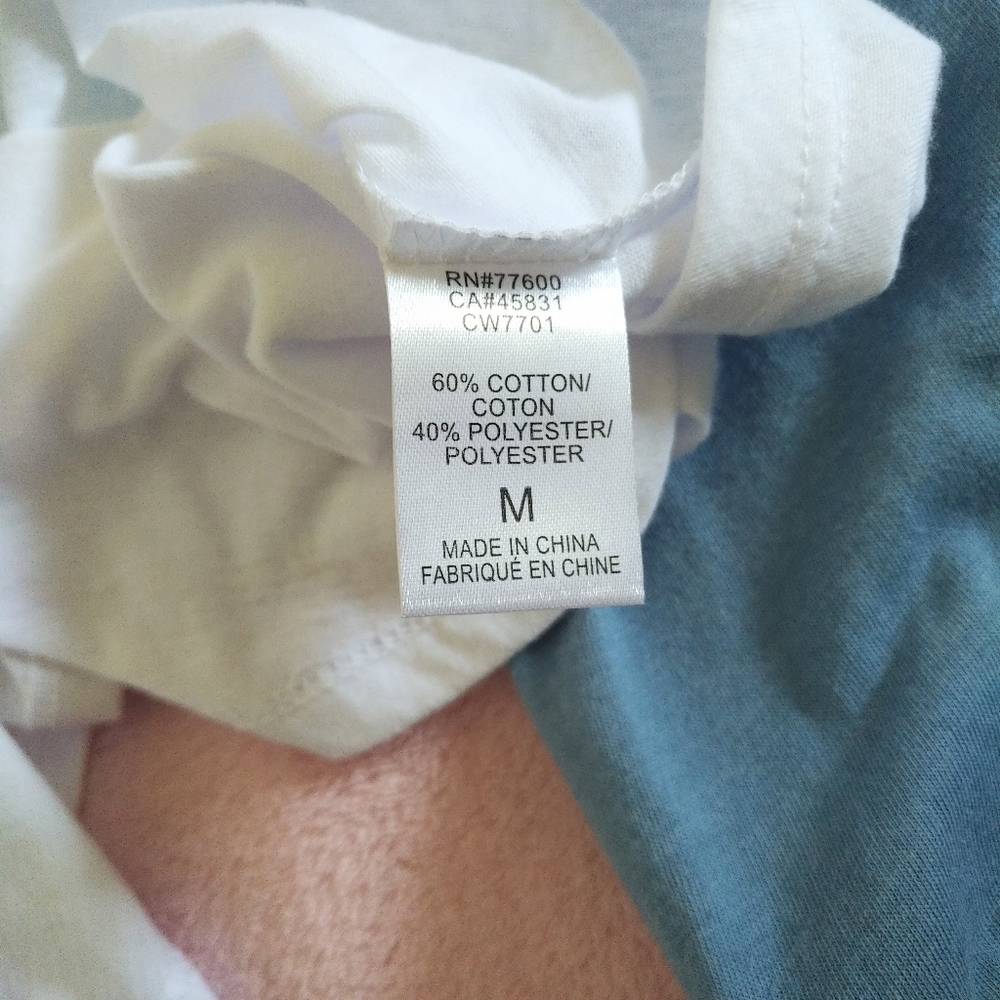 RN#77600
CA#45831
CW7701
60% COTTON/
COTON
40% POLYESTER/
POLYESTER
M
MADE IN CHINA
FABRIQUÉ EN CHINE